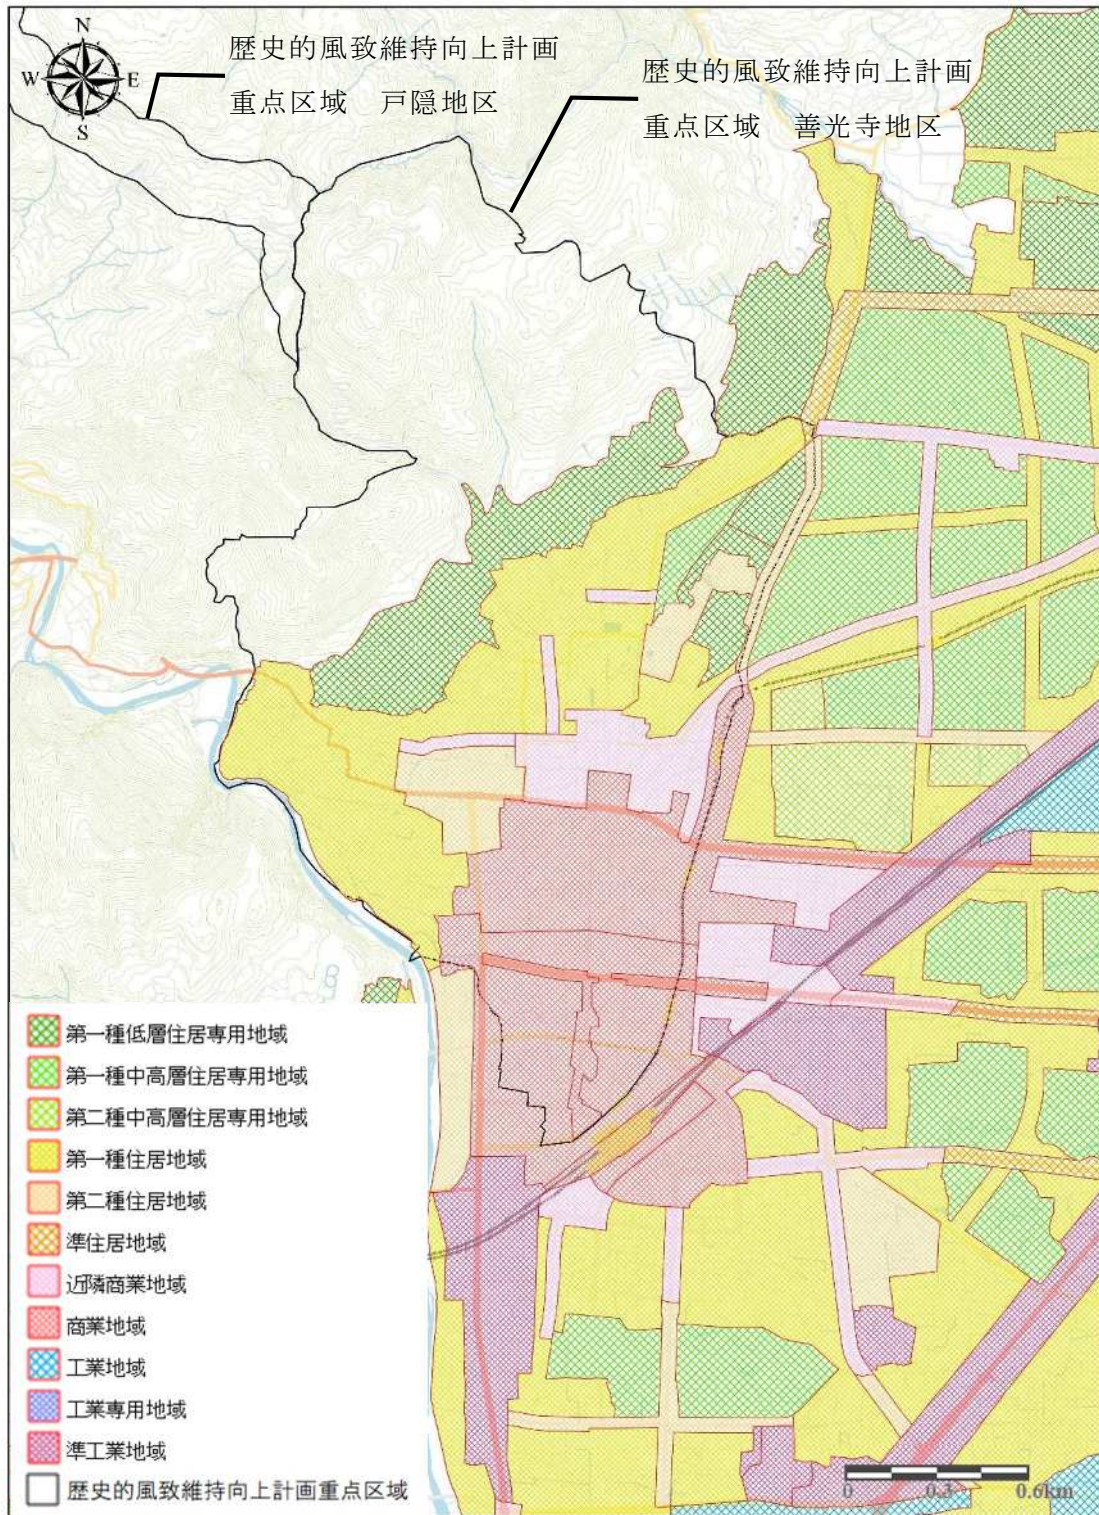 N
W
E
S
歴史的風致維持向上計画
重点区域 戸隠地区
歴史的風致維持向上計画
重点区域 善光寺地区
第一種低層住居専用地域
第一種中高層住居専用地域
第二種中高層住居専用地域
第一種住居地域
第二種住居地域
準住居地域
近隣商業地域
商業地域
工業地域
工業専用地域
準工業地域
歴史的風致維持向上計画重点区域
0 0.3 0.6km